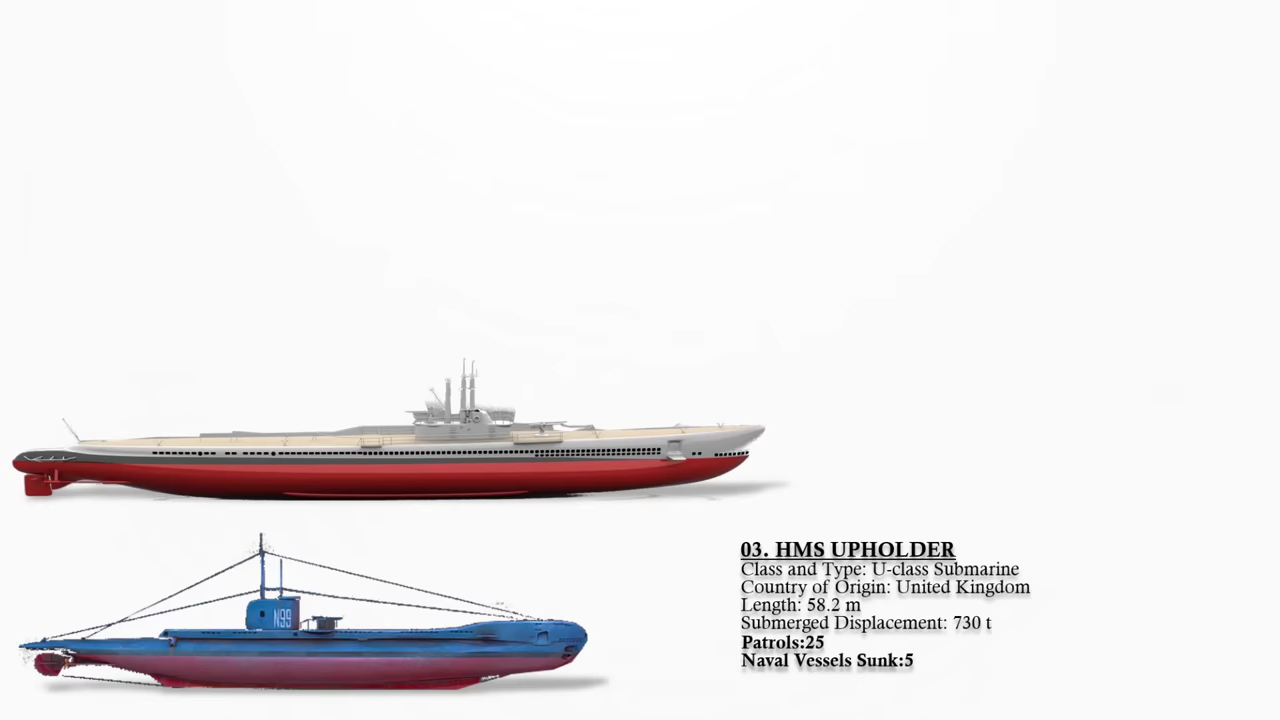 N99
03. HMS UPHOLDER
Class and Type: U-class Submarine
Country of Origin: United Kingdom
Length: 58.2 m
Submerged Displacement: 730 t
Patrols:25
Naval Vessels Sunk:5